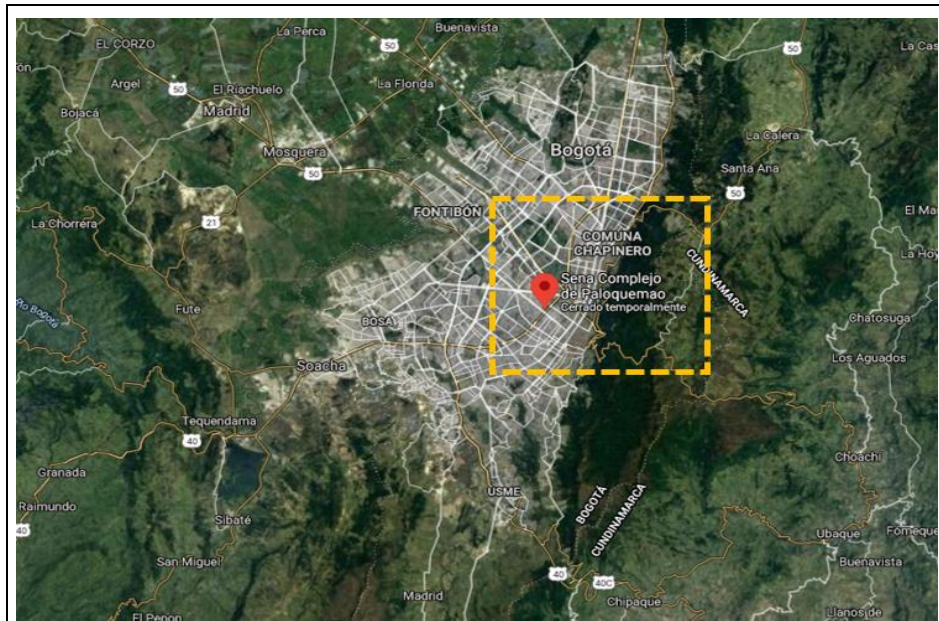 Buenavista
EL CORZO
La Perca
50
50
La Cas
Argel
50
El Riachuelo
La Florida
Bojacá
Madrid
La Calera
Mosquera
Bogotá
50
Santa Ana
50
FONTIBÓN
21
La Chorrera
COMUNA
CHAPINERO
El Ma
La Hoy
CUNDINAMARCA
Sena Complejo
de Paloquemao
Cerrado temporalmente
Río Bogotá
Fute
BOSA
Chatosuga
Soacha
Los Aguados
Tequendama
40
Choachí
Granada
Raimundo
USME
40
Sibaté
BOGOTÁ
CUNDINAMARCA
Ubaque
Fómeque
San Miguel
Buenavista
40
40C
Madrid
Chipaque
El Peñón
Llanos de